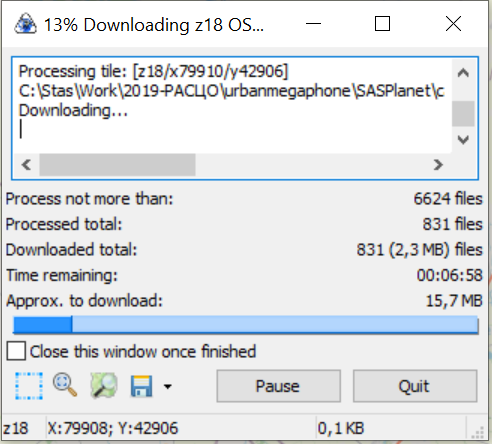 13% Downloading z18 OS...
Processing tile: [z18/x79910/y42906]
C:\Stas\Work\2019-РАСЦО\urbanmegaphone\SASPlanet\c
Downloading...
Process not more than: 6624 files
Processed total: 831 files
Downloaded total: 831 (2,3 MB) files
Time remaining: 00:06:58
Approx. to download: 15,7 MB
Close this window once finished
Pause Quit
z18 X:79908; Y:42906 0,1 KB